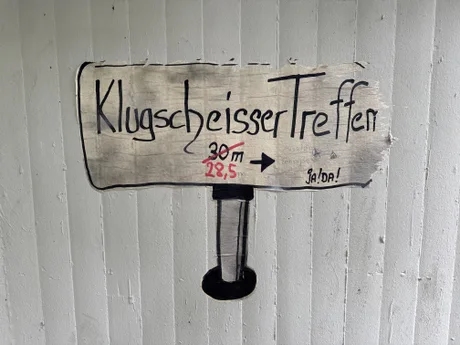 KlugscheisserTreffen
30m →
28,5
JA!DA!